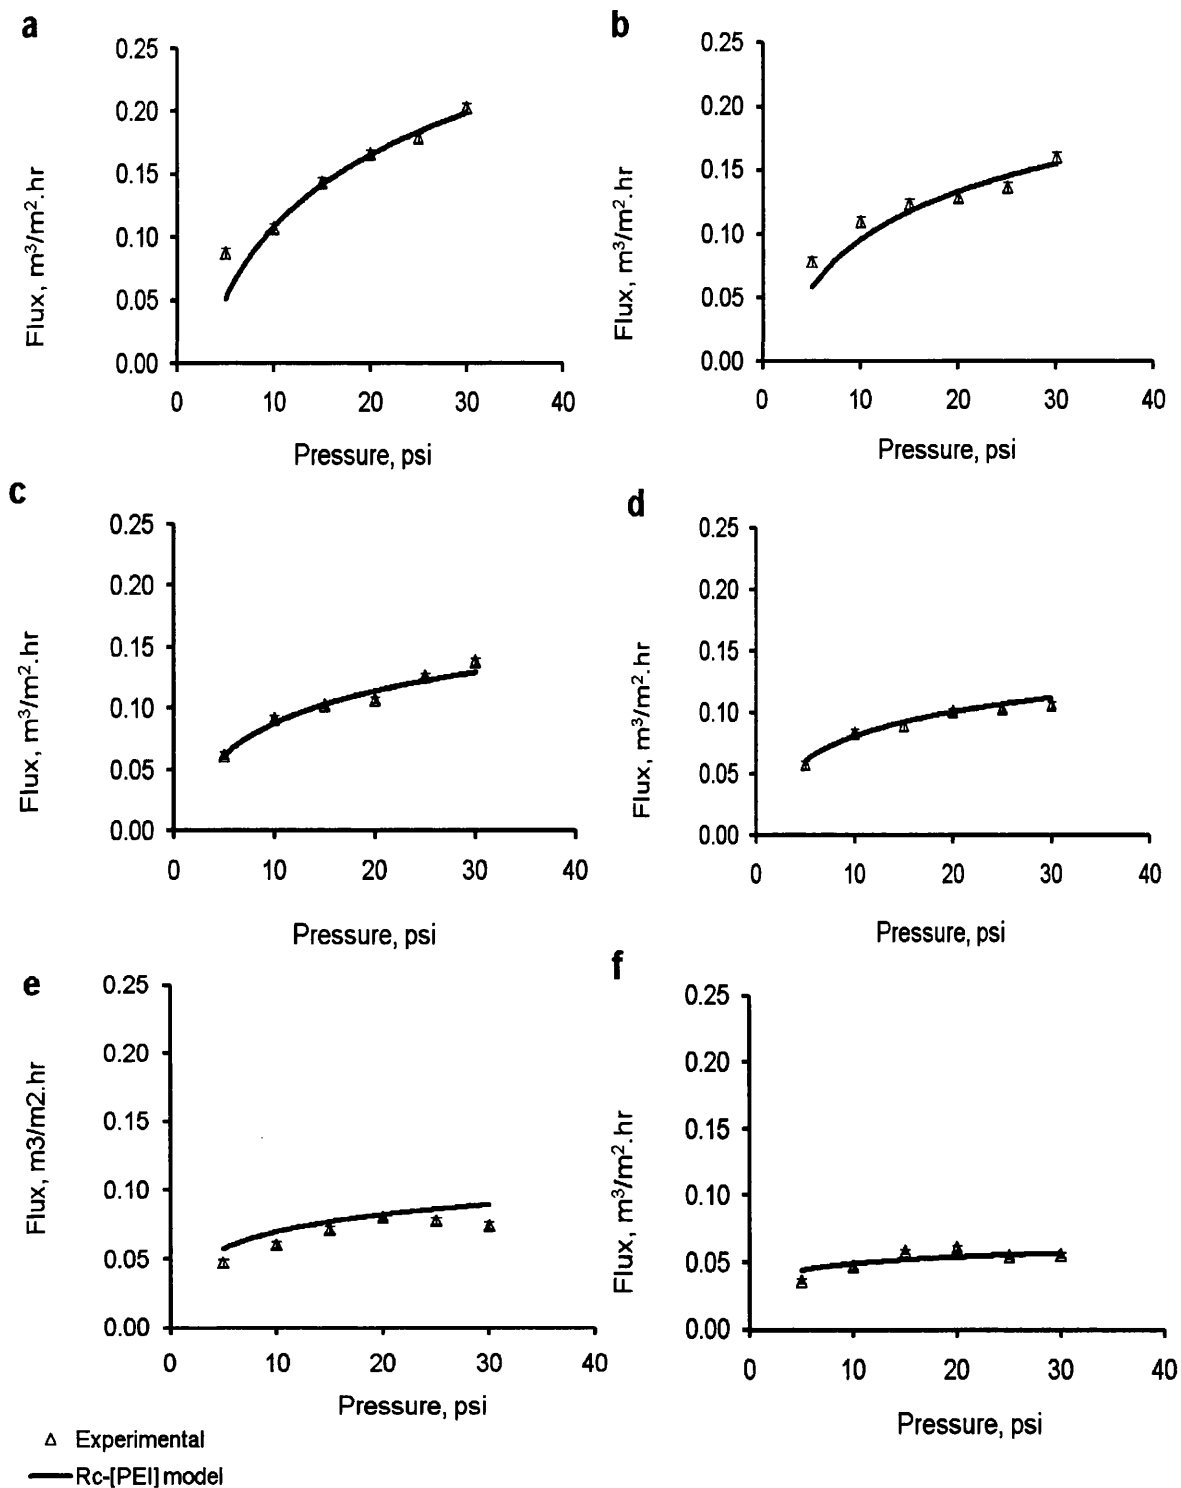 a
0.25
0.20
0.15
0.10
0.05
0.00
0 10 20 30 40
Flux, m³/m².hr
Pressure, psi
b
0.25
0.20
0.15
0.10
0.05
0.00
0 10 20 30 40
Flux, m³/m².hr
Pressure, psi
c
0.25
0.20
0.15
0.10
0.05
0.00
0 10 20 30 40
Flux, m³/m².hr
Pressure, psi
d
0.25
0.20
0.15
0.10
0.05
0.00
0 10 20 30 40
Flux, m³/m².hr
Pressure, psi
e
0.25
0.20
0.15
0.10
0.05
0.00
0 10 20 30 40
Flux, m3/m2.hr
Pressure, psi
f
0.25
0.20
0.15
0.10
0.05
0.00
0 10 20 30 40
Flux, m³/m².hr
Pressure, psi
Experimental
Rc-[PEI] model